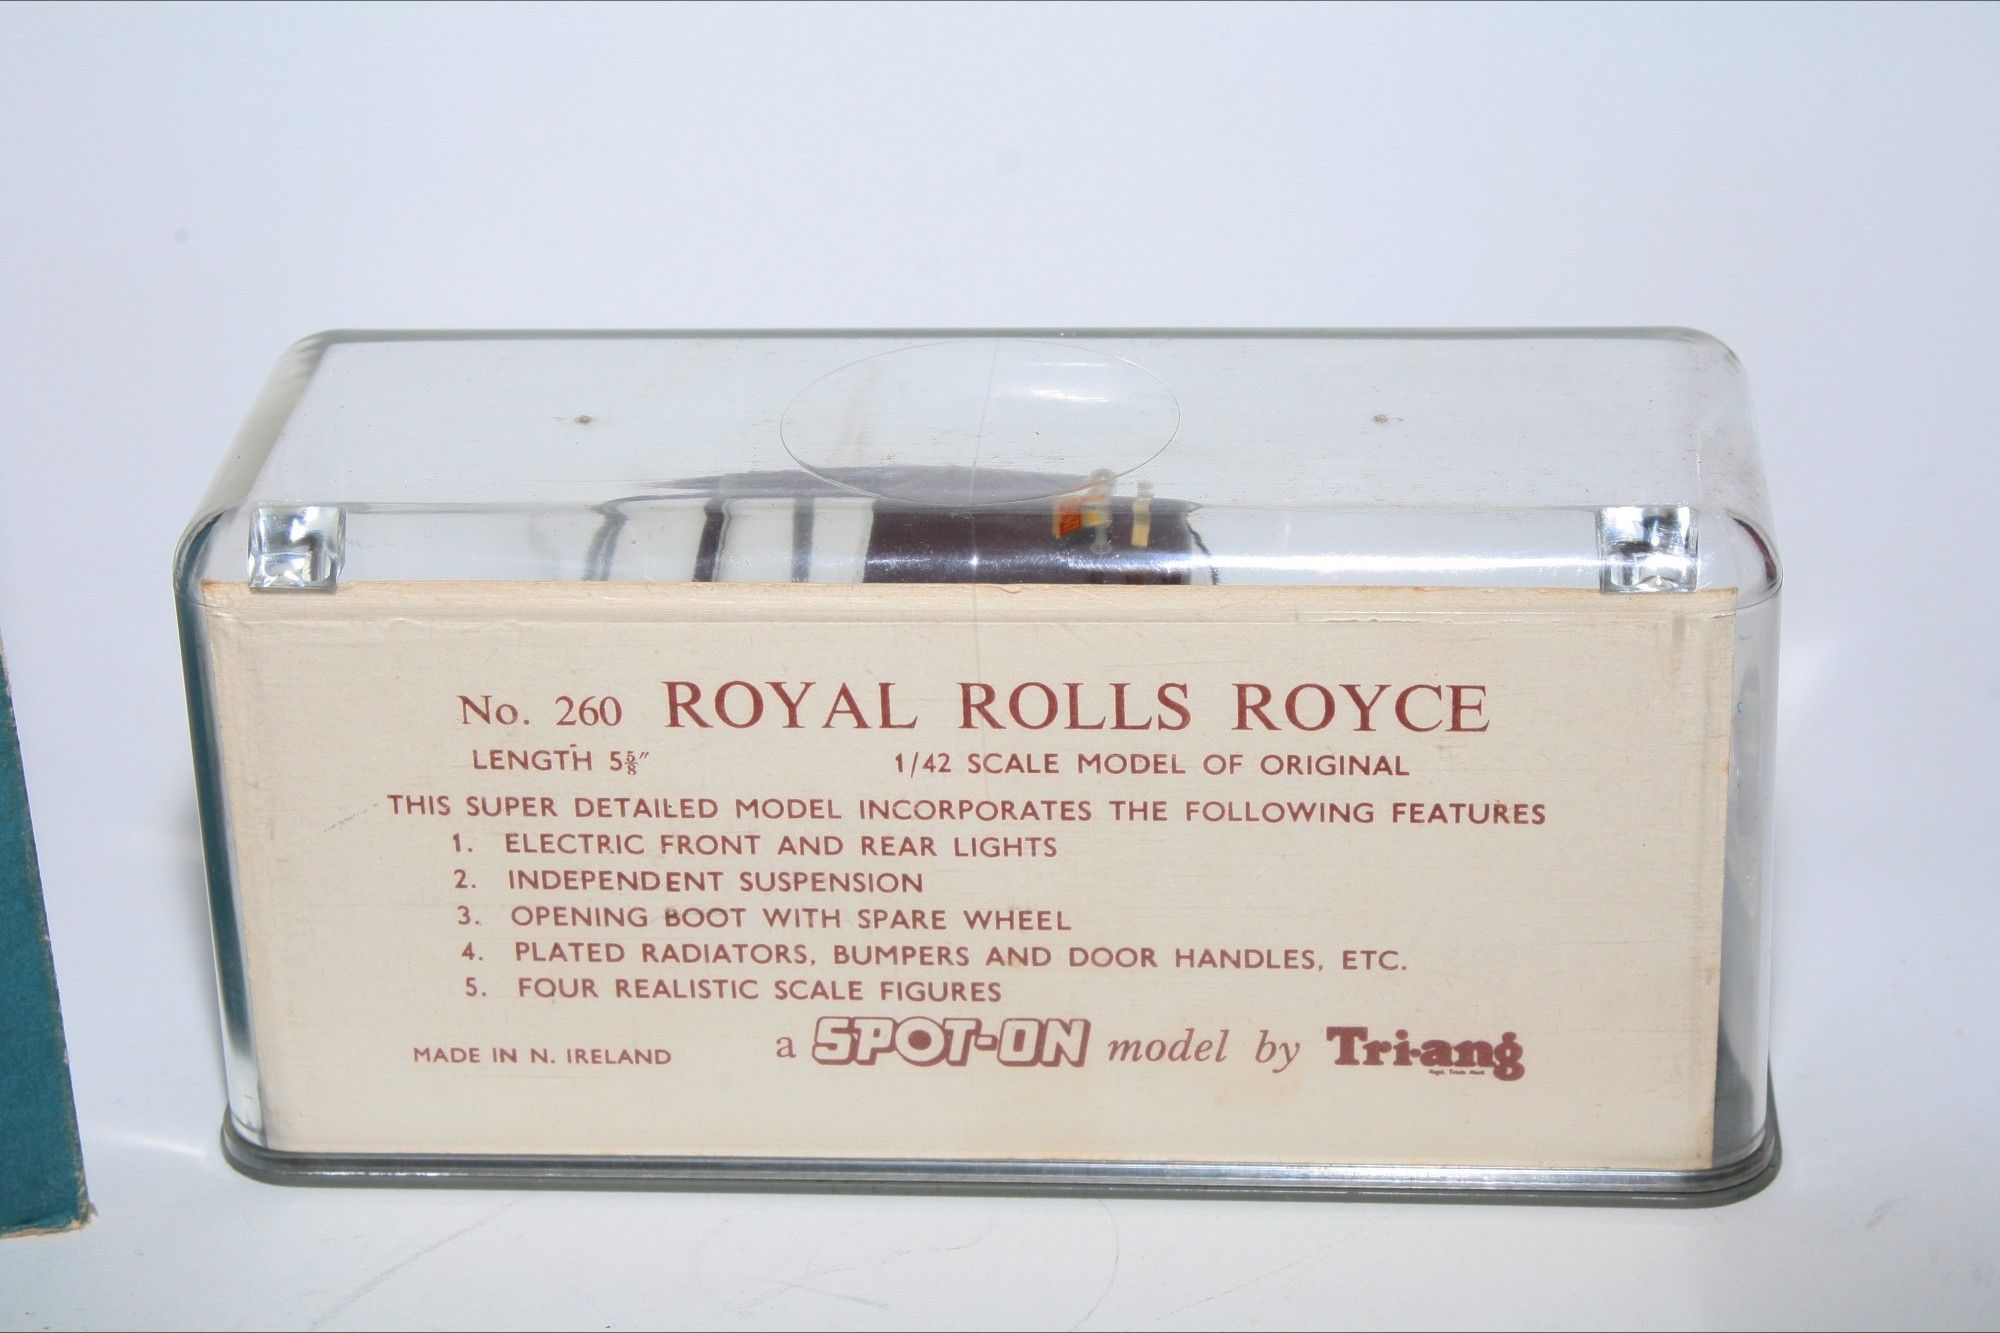 No. 260 ROYAL ROLLS ROYCE
LENGTH 5⅝″ 1/42 SCALE MODEL OF ORIGINAL
THIS SUPER DETAILED MODEL INCORPORATES THE FOLLOWING FEATURES
1. ELECTRIC FRONT AND REAR LIGHTS
2. INDEPENDENT SUSPENSION
3. OPENING BOOT WITH SPARE WHEEL
4. PLATED RADIATORS, BUMPERS AND DOOR HANDLES, ETC.
5. FOUR REALISTIC SCALE FIGURES
MADE IN N. IRELAND a SPOT-ON model by Tri-ang
Regd. Trade Mark